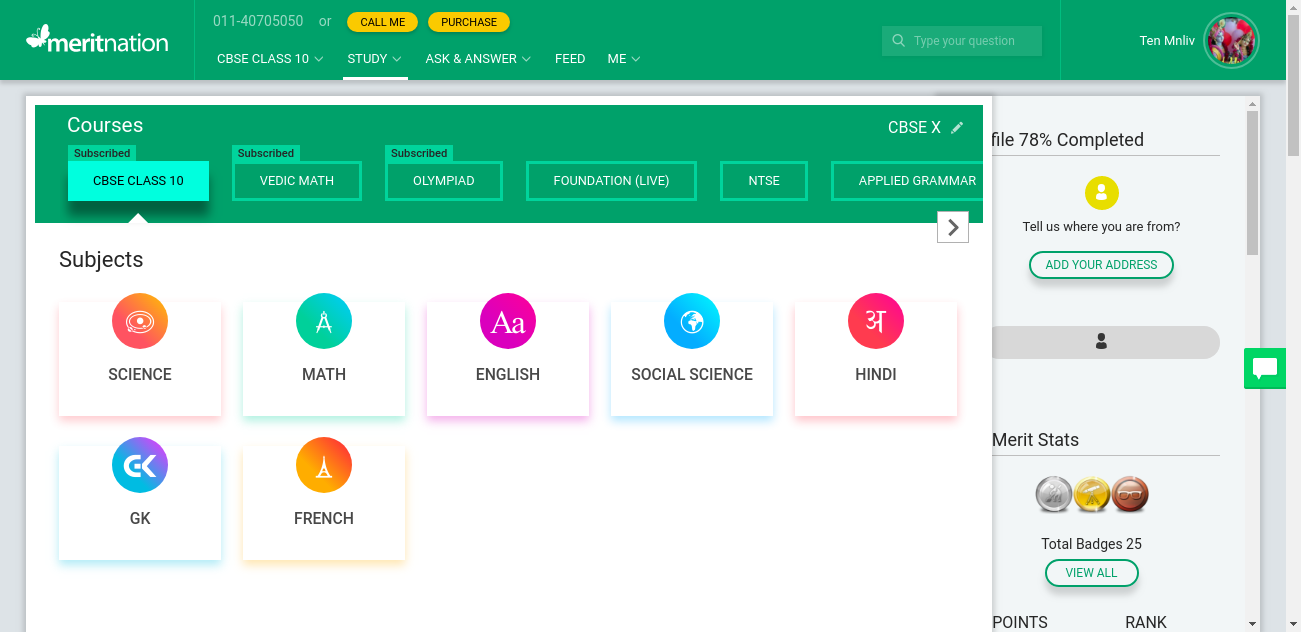 meritnation
011-40705050 or CALL ME PURCHASE
CBSE CLASS 10 STUDY ASK & ANSWER FEED ME
Type your question
Ten Mnliv
Courses
CBSE X
Subscribed Subscribed Subscribed
CBSE CLASS 10 VEDIC MATH OLYMPIAD FOUNDATION (LIVE) NTSE APPLIED GRAMMAR
Subjects
Aa अ
SCIENCE MATH ENGLISH SOCIAL SCIENCE HINDI
GK
GK FRENCH
file 78% Completed
Tell us where you are from?
ADD YOUR ADDRESS
Merit Stats
Total Badges 25
VIEW ALL
POINTS RANK